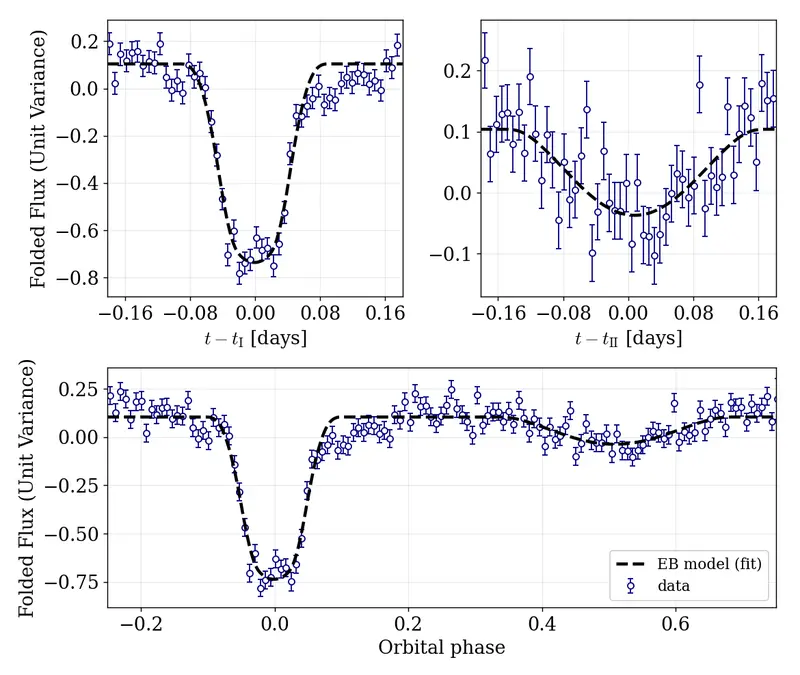 Folded Flux (Unit Variance)
0.2
0.0
−0.2
−0.4
−0.6
−0.8
−0.16 −0.08 0.00 0.08 0.16
t − tI [days]
0.2
0.1
0.0
−0.1
−0.16 −0.08 0.00 0.08 0.16
t − tII [days]
Folded Flux (Unit Variance)
0.25
0.00
−0.25
−0.50
−0.75
−0.2 0.0 0.2 0.4 0.6
Orbital phase
EB model (fit)
data